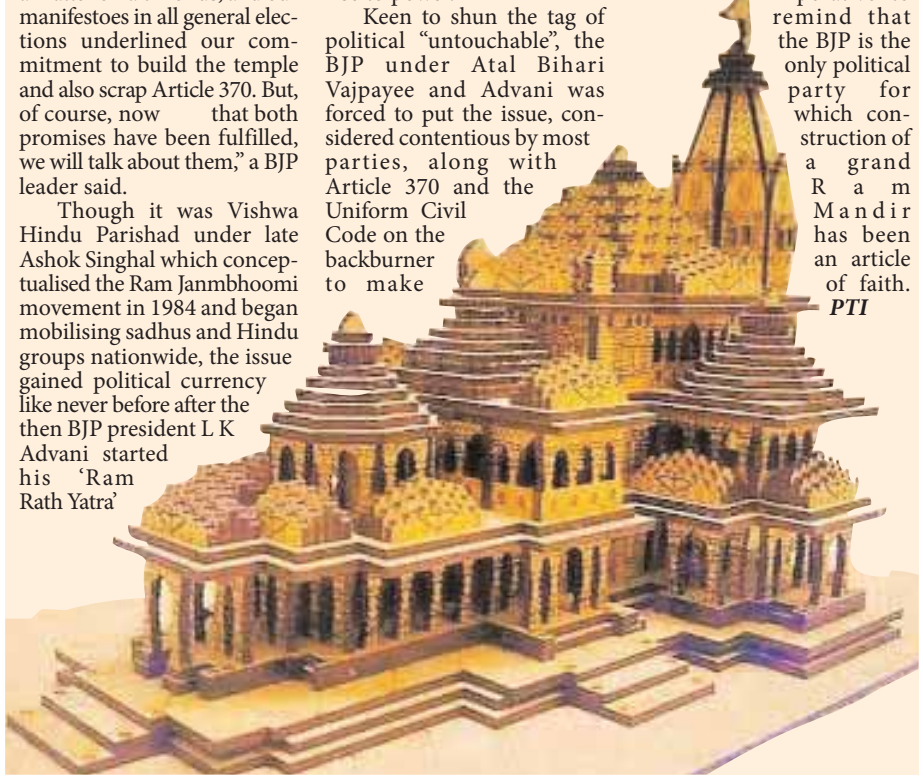 manifestoes in all general elec-
tions underlined our com-
mitment to build the temple
and also scrap Article 370. But,
of course, now that both
promises have been fulfilled,
we will talk about them,” a BJP
leader said.
Though it was Vishwa
Hindu Parishad under late
Ashok Singhal which concep-
tualised the Ram Janmbhoomi
movement in 1984 and began
mobilising sadhus and Hindu
groups nationwide, the issue
gained political currency
like never before after the
then BJP president L K
Advani started
his ‘Ram
Rath Yatra’
Keen to shun the tag of
political “untouchable”, the
BJP under Atal Bihari
Vajpayee and Advani was
forced to put the issue, con-
sidered contentious by most
parties, along with
Article 370 and the
Uniform Civil
Code on the
backburner
to make
remind that
the BJP is the
only political
party for
which con-
struction of
a grand
R a m
Mandir
has been
an article
of faith.
PTI